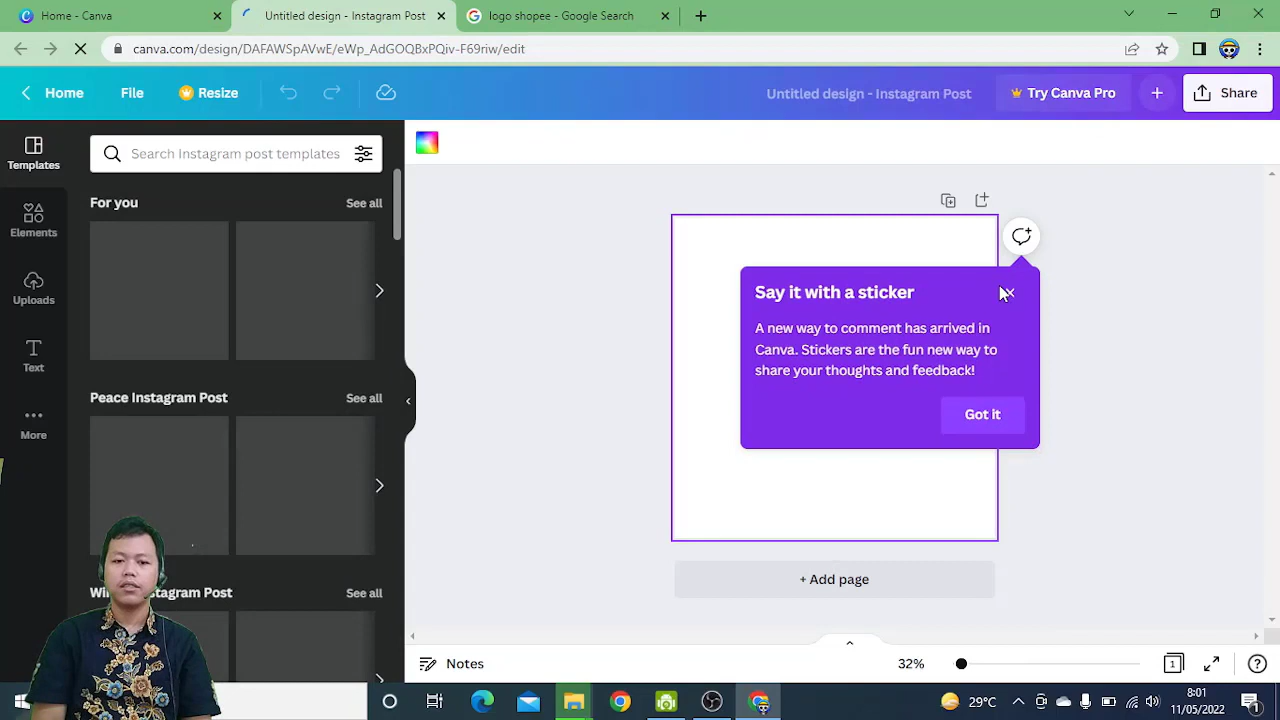 Home - Canva
Untitled design - Instagram Post
logo shopee - Google Search
canva.com/design/DAFAWSpAVwE/eWp_AdGOQBxPQiv-F69riw/edit
Home
File
Resize
Untitled design - Instagram Post
Try Canva Pro
Share
Templates
Elements
Uploads
Text
More
Search Instagram post templates
For you
See all
Peace Instagram Post
See all
stagram Post
See all
Say it with a sticker
A new way to comment has arrived in
Canva. Stickers are the fun new way to
share your thoughts and feedback!
Got it
+ Add page
Notes
32%
1
29°C
8:01
11/05/2022
1